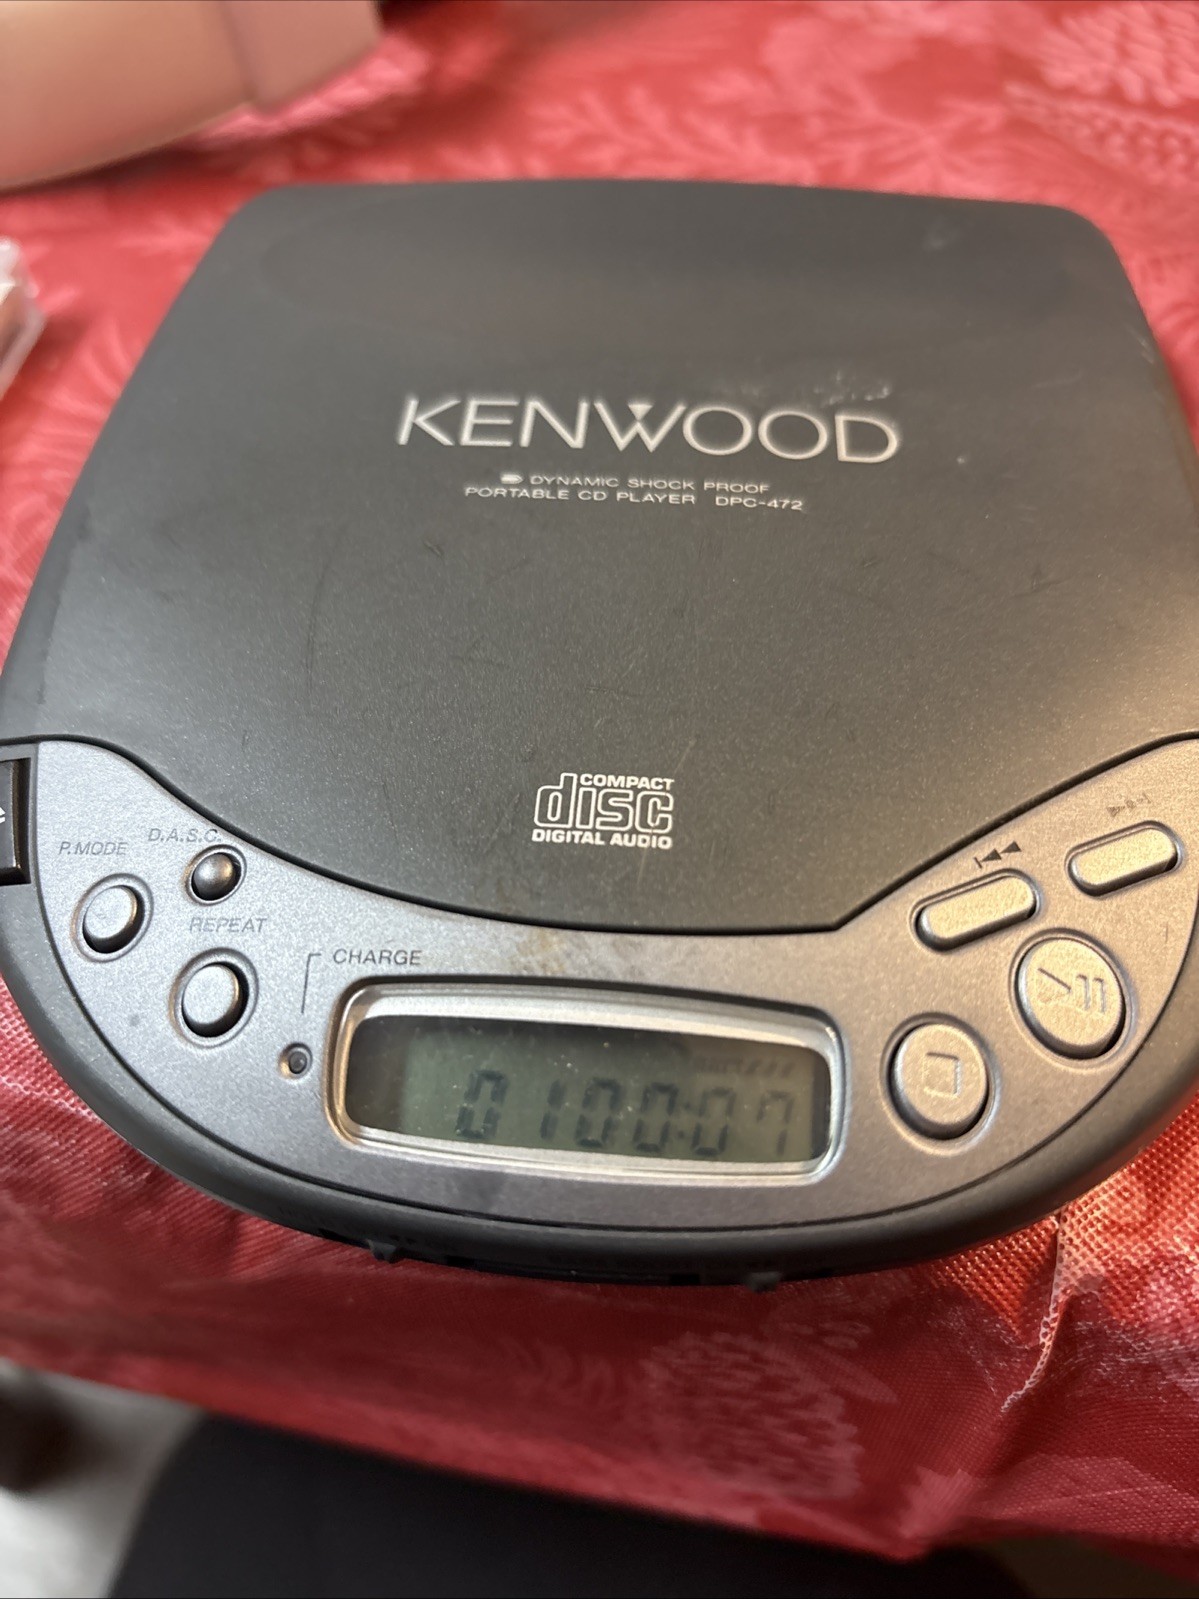 KENWOOD
DYNAMIC SHOCK PROOF
PORTABLE CD PLAYER DPC-472
COMPACT
disc
DIGITAL AUDIO
P.MODE
D.A.S.C.
REPEAT
CHARGE
01 00:07